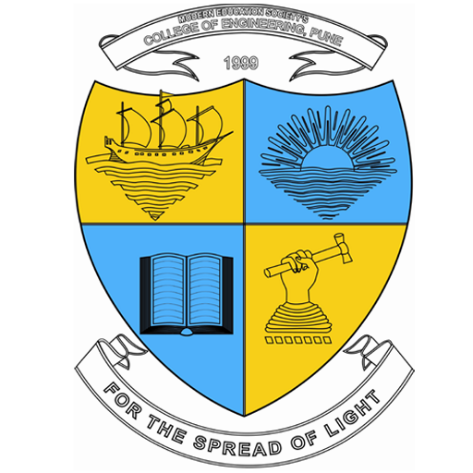 MODERN EDUCATION SOCIETY'S
COLLEGE OF ENGINEERING, PUNE
1999
FOR THE SPREAD OF LIGHT